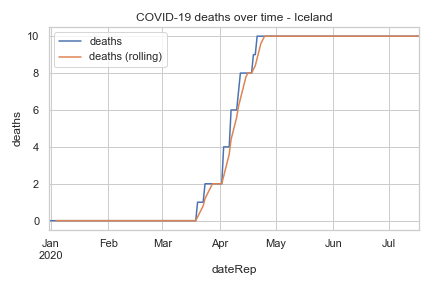 COVID-19 deaths over time - Iceland
deaths
deaths (rolling)
10
8
6
4
2
0
deaths
Jan Feb Mar Apr May Jun Jul
2020
dateRep